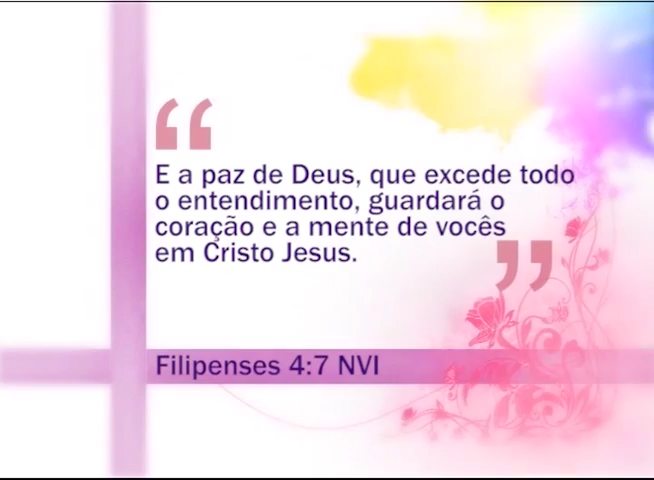 “
E a paz de Deus, que excede todo
o entendimento, guardará o
coração e a mente de vocês
em Cristo Jesus.
”
Filipenses 4:7 NVI